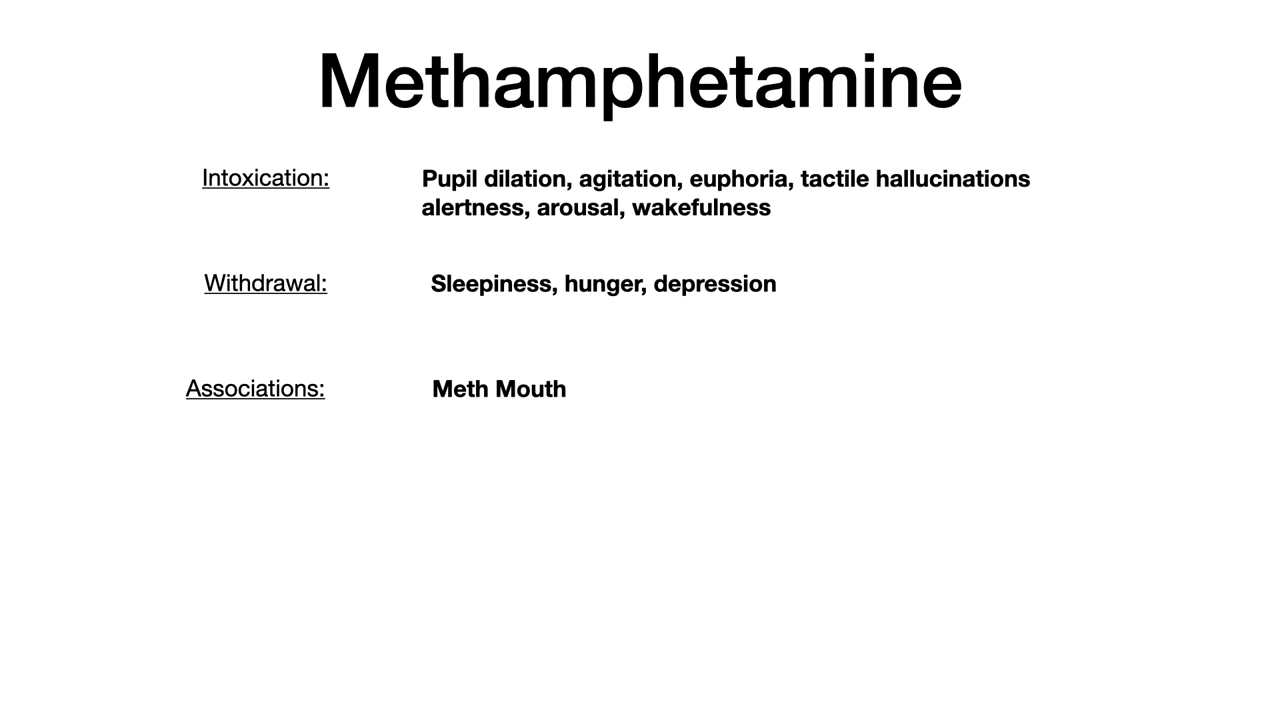 Methamphetamine
Intoxication: Pupil dilation, agitation, euphoria, tactile hallucinations
alertness, arousal, wakefulness
Withdrawal: Sleepiness, hunger, depression
Associations: Meth Mouth